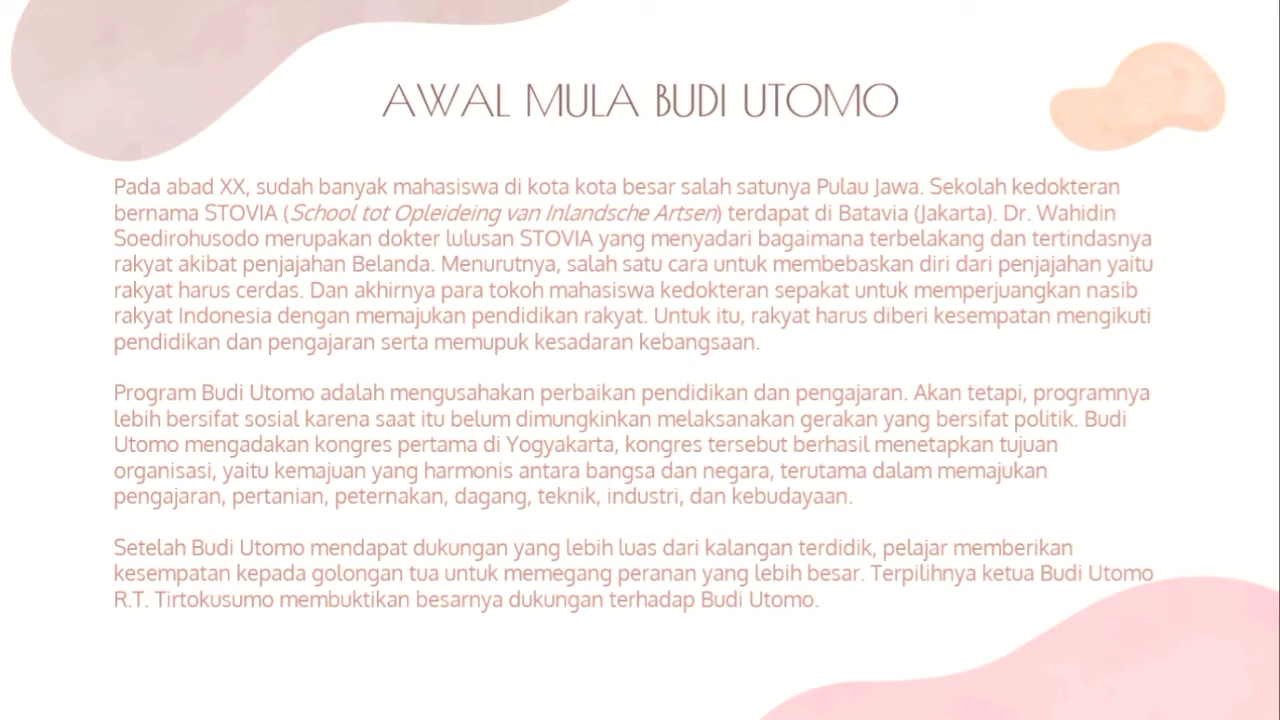 AWAL MULA BUDI UTOMO
Pada abad XX, sudah banyak mahasiswa di kota kota besar salah satunya Pulau Jawa. Sekolah kedokteran
bernama STOVIA (School tot Opleideing van Inlandsche Artsen) terdapat di Batavia (Jakarta). Dr. Wahidin
Soedirohusodo merupakan dokter lulusan STOVIA yang menyadari bagaimana terbelakang dan tertindasnya
rakyat akibat penjajahan Belanda. Menurutnya, salah satu cara untuk membebaskan diri dari penjajahan yaitu
rakyat harus cerdas. Dan akhirnya para tokoh mahasiswa kedokteran sepakat untuk memperjuangkan nasib
rakyat Indonesia dengan memajukan pendidikan rakyat. Untuk itu, rakyat harus diberi kesempatan mengikuti
pendidikan dan pengajaran serta memupuk kesadaran kebangsaan.
Program Budi Utomo adalah mengusahakan perbaikan pendidikan dan pengajaran. Akan tetapi, programnya
lebih bersifat sosial karena saat itu belum dimungkinkan melaksanakan gerakan yang bersifat politik. Budi
Utomo mengadakan kongres pertama di Yogyakarta, kongres tersebut berhasil menetapkan tujuan
organisasi, yaitu kemajuan yang harmonis antara bangsa dan negara, terutama dalam memajukan
pengajaran, pertanian, peternakan, dagang, teknik, industri, dan kebudayaan.
Setelah Budi Utomo mendapat dukungan yang lebih luas dari kalangan terdidik, pelajar memberikan
kesempatan kepada golongan tua untuk memegang peranan yang lebih besar. Terpilihnya ketua Budi Utomo
R.T. Tirtokusumo membuktikan besarnya dukungan terhadap Budi Utomo.